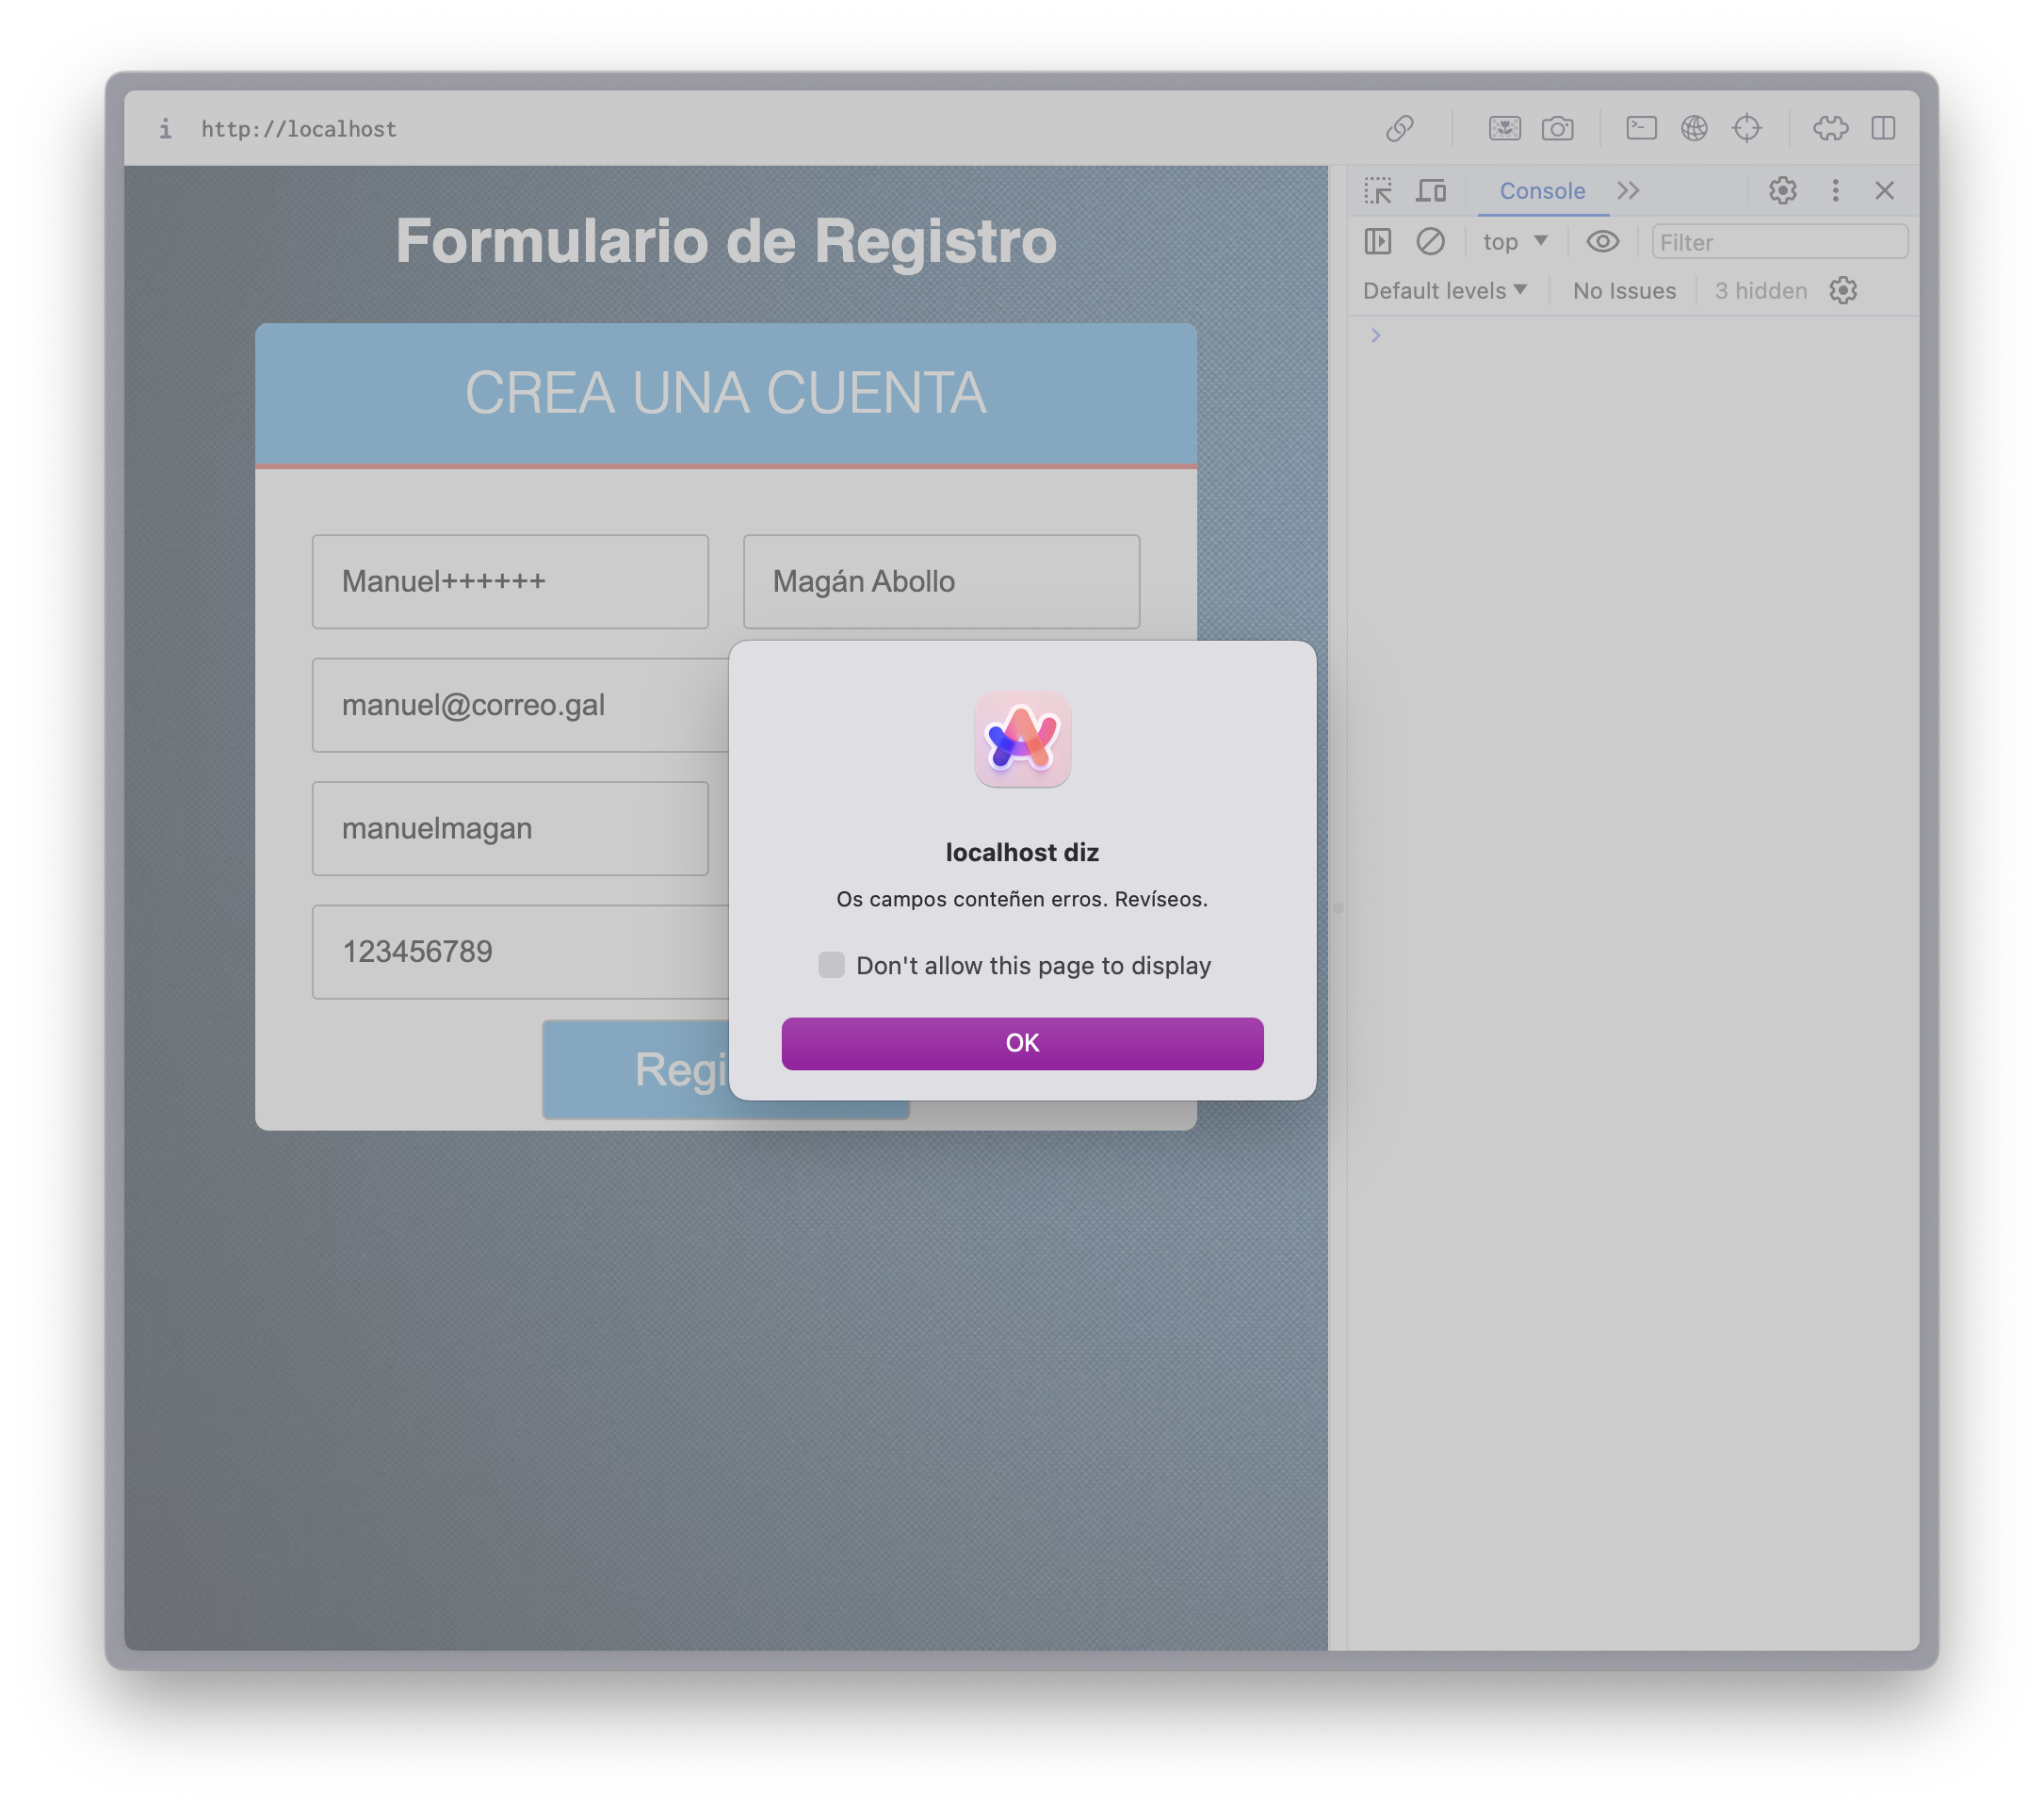 i http://localhost
Formulario de Registro
CREA UNA CUENTA
Manuel++++++
Magán Abollo
manuel@correo.gal
manuelmagan
123456789
Regi
localhost diz
Os campos conteñen erros. Revíseos.
Don't allow this page to display
OK
Console
top
Filter
Default levels
No Issues
3 hidden